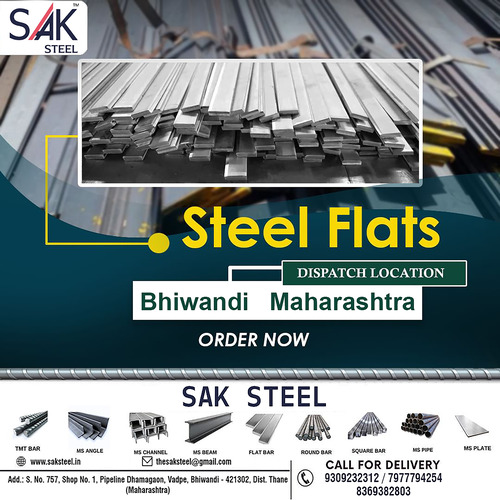 SAK™
STEEL
Steel Flats
DISPATCH LOCATION
Bhiwandi Maharashtra
ORDER NOW
SAK STEEL
TMT BAR MS ANGLE MS CHANNEL MS BEAM FLAT BAR ROUND BAR SQUARE BAR MS PIPE MS PLATE
www.saksteel.in thesaksteel@gmail.com
Add.: S. No. 757, Shop No. 1, Pipeline Dhamagaon, Vadpe, Bhiwandi - 421302, Dist. Thane
(Maharashtra)
CALL FOR DELIVERY
9309232312 / 7977794254
8369382803